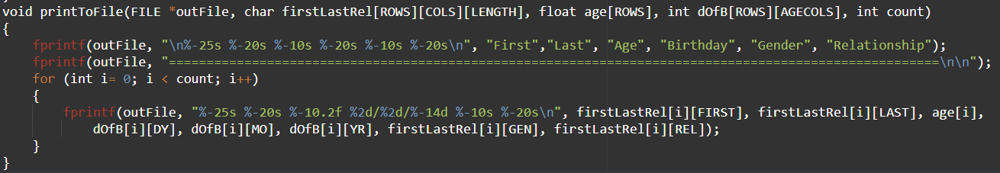 void printToFile(FILE *outFile, char firstLastRel[ROWS][COLS][LENGTH], float age[ROWS], int dOfB[ROWS][AGECOLS], int count)
{
fprintf(outFile, "\n%-25s %-20s %-10s %-20s %-10s %-20s\n", "First","Last", "Age", "Birthday", "Gender", "Relationship");
fprintf(outFile, "====================================================================================================\n\n");
for (int i= 0; i < count; i++)
{
fprintf(outFile, "%-25s %-20s %-10.2f %2d/%2d/%-14d %-10s %-20s\n", firstLastRel[i][FIRST], firstLastRel[i][LAST], age[i],
dOfB[i][DY], dOfB[i][MO], dOfB[i][YR], firstLastRel[i][GEN], firstLastRel[i][REL]);
}
}